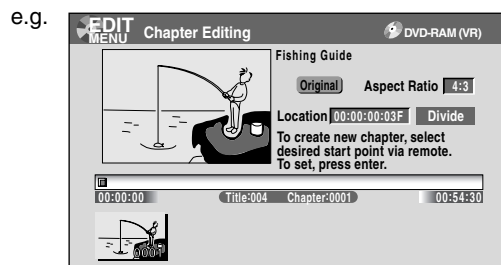 e.g.
EDIT MENU Chapter Editing DVD-RAM (VR)
Fishing Guide
Original Aspect Ratio 4:3
Location 00:00:00:03F Divide
To create new chapter, select
desired start point via remote.
To set, press enter.
00:00:00 Title:004 Chapter:0001 00:54:30
0001